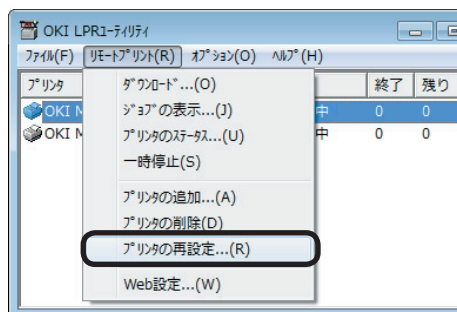 OKI LPRﾕｰﾃｨﾘﾃｨ
ﾌｧｲﾙ(F) ﾘﾓｰﾄﾌﾟﾘﾝﾄ(R) ｵﾌﾟｼｮﾝ(O) ﾍﾙﾌﾟ(H)
ﾌﾟﾘﾝﾀ 終了 残り
OKI M 中 0 0
OKI M 中 0 0
ﾀﾞｳﾝﾛｰﾄﾞ...(O)
ｼﾞｮﾌﾞの表示...(J)
ﾌﾟﾘﾝﾀのｽﾃｰﾀｽ...(U)
一時停止(S)
ﾌﾟﾘﾝﾀの追加...(A)
ﾌﾟﾘﾝﾀの削除(D)
ﾌﾟﾘﾝﾀの再設定...(R)
Web設定...(W)